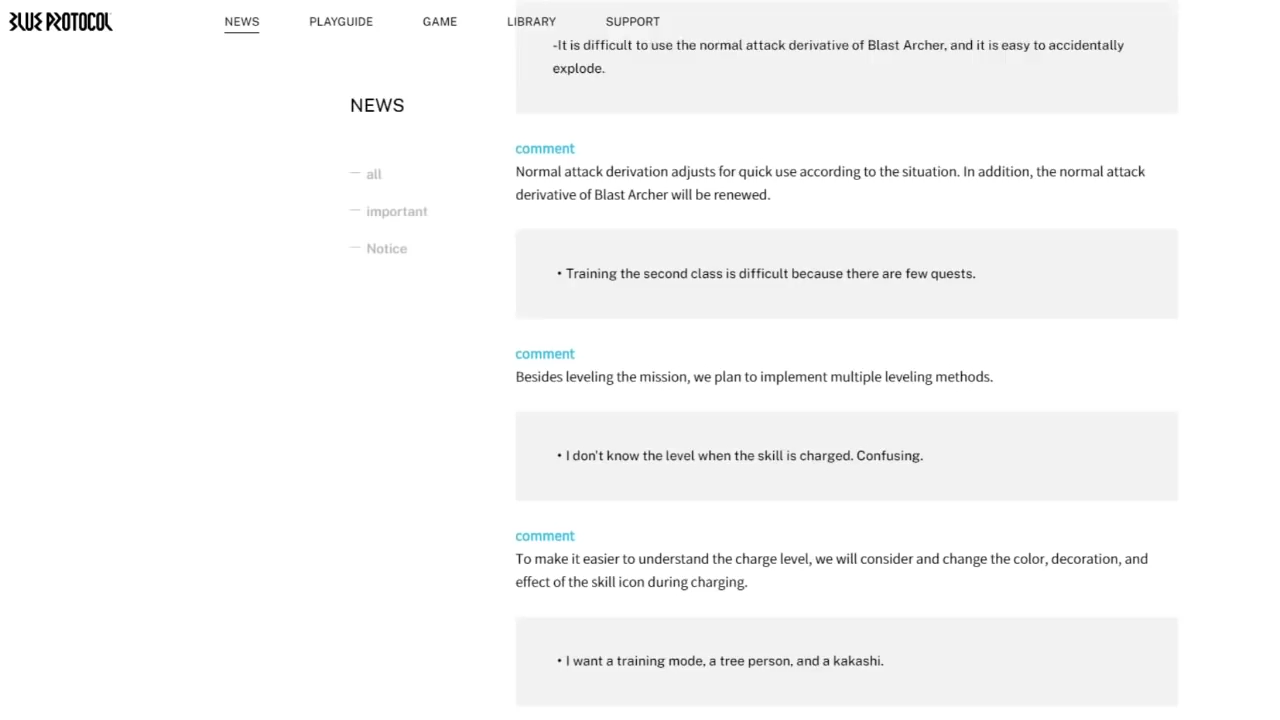 BLUE PROTOCOL
NEWS
PLAYGUIDE
GAME
LIBRARY
SUPPORT
-It is difficult to use the normal attack derivative of Blast Archer, and it is easy to accidentally
explode.
NEWS
all
important
Notice
comment
Normal attack derivation adjusts for quick use according to the situation. In addition, the normal attack
derivative of Blast Archer will be renewed.
• Training the second class is difficult because there are few quests.
comment
Besides leveling the mission, we plan to implement multiple leveling methods.
• I don't know the level when the skill is charged. Confusing.
comment
To make it easier to understand the charge level, we will consider and change the color, decoration, and
effect of the skill icon during charging.
• I want a training mode, a tree person, and a kakashi.